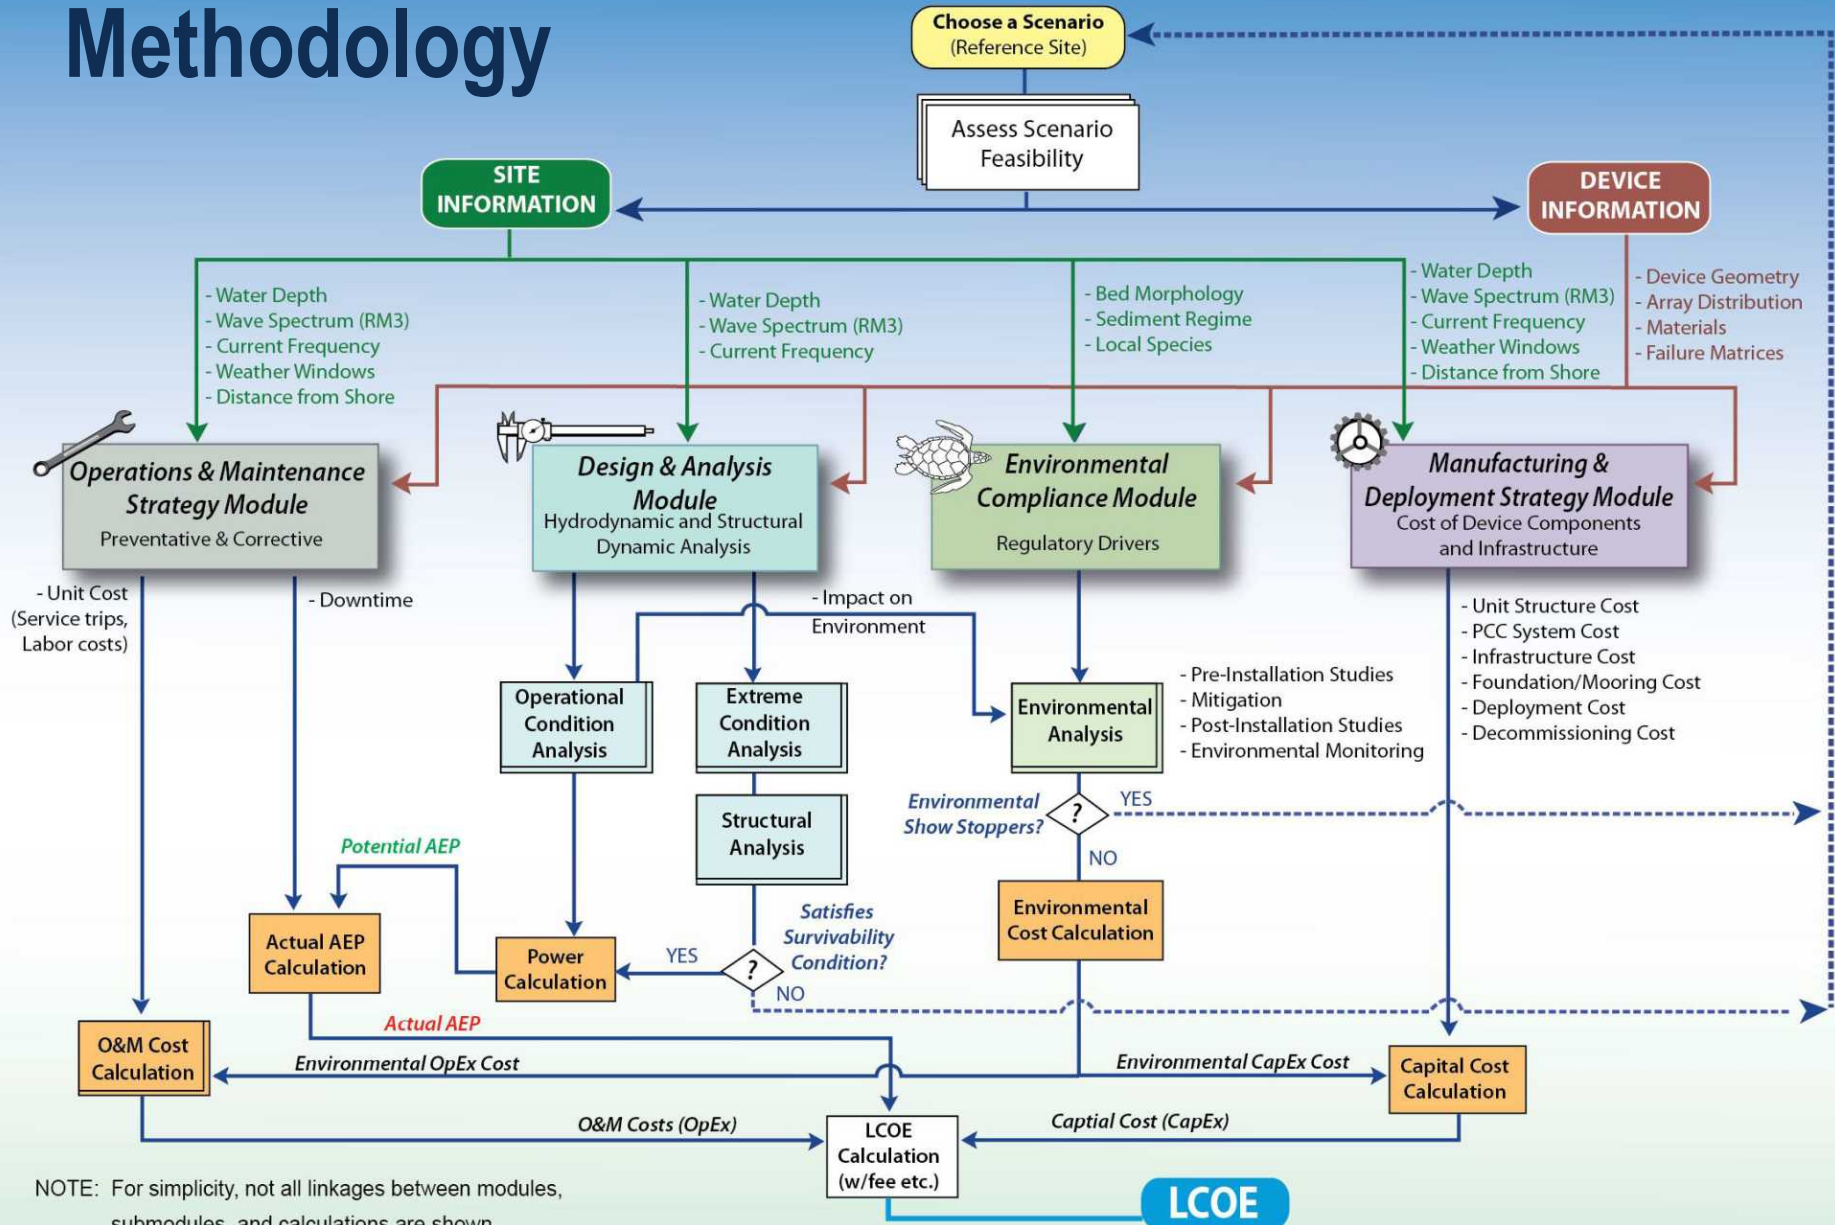 Methodology
Choose a Scenario
(Reference Site)
Assess Scenario
Feasibility
SITE
INFORMATION
DEVICE
INFORMATION
- Water Depth
- Wave Spectrum (RM3)
- Current Frequency
- Weather Windows
- Distance from Shore
- Water Depth
- Wave Spectrum (RM3)
- Current Frequency
- Bed Morphology
- Sediment Regime
- Local Species
- Water Depth
- Wave Spectrum (RM3)
- Current Frequency
- Weather Windows
- Distance from Shore
- Device Geometry
- Array Distribution
- Materials
- Failure Matrices
Operations & Maintenance
Strategy Module
Preventative & Corrective
Design & Analysis
Module
Hydrodynamic and Structural
Dynamic Analysis
Environmental
Compliance Module
Regulatory Drivers
Manufacturing &
Deployment Strategy Module
Cost of Device Components
and Infrastructure
- Unit Cost
(Service trips,
Labor costs)
- Downtime
- Impact on
Environment
- Unit Structure Cost
- PCC System Cost
- Infrastructure Cost
- Foundation/Mooring Cost
- Deployment Cost
- Decommissioning Cost
Operational
Condition
Analysis
Extreme
Condition
Analysis
Environmental
Analysis
- Pre-Installation Studies
- Mitigation
- Post-Installation Studies
- Environmental Monitoring
Structural
Analysis
Environmental
Show Stoppers?
?
YES
NO
Potential AEP
Actual AEP
Calculation
Power
Calculation
YES
?
Satisfies
Survivability
Condition?
NO
Environmental
Cost Calculation
Actual AEP
O&M Cost
Calculation
Environmental OpEx Cost
Environmental CapEx Cost
Capital Cost
Calculation
O&M Costs (OpEx)
LCOE
Calculation
(w/fee etc.)
Captial Cost (CapEx)
LCOE
NOTE: For simplicity, not all linkages between modules,
submodules, and calculations are shown